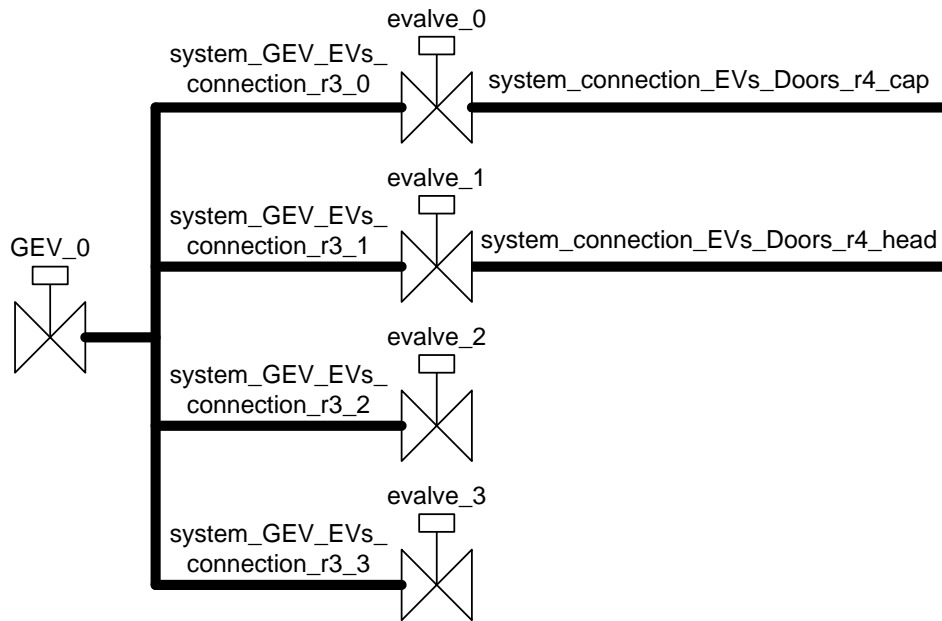 evalve_0
system_GEV_EVs_
connection_r3_0
system_connection_EVs_Doors_r4_cap
evalve_1
system_GEV_EVs_
connection_r3_1
system_connection_EVs_Doors_r4_head
GEV_0
evalve_2
system_GEV_EVs_
connection_r3_2
evalve_3
system_GEV_EVs_
connection_r3_3